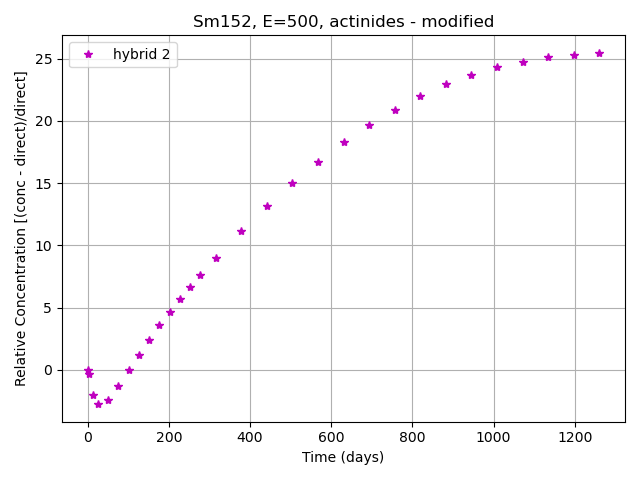 Sm152, E=500, actinides - modified
hybrid 2
Relative Concentration [(conc - direct)/direct]
25
20
15
10
5
0
0 200 400 600 800 1000 1200
Time (days)